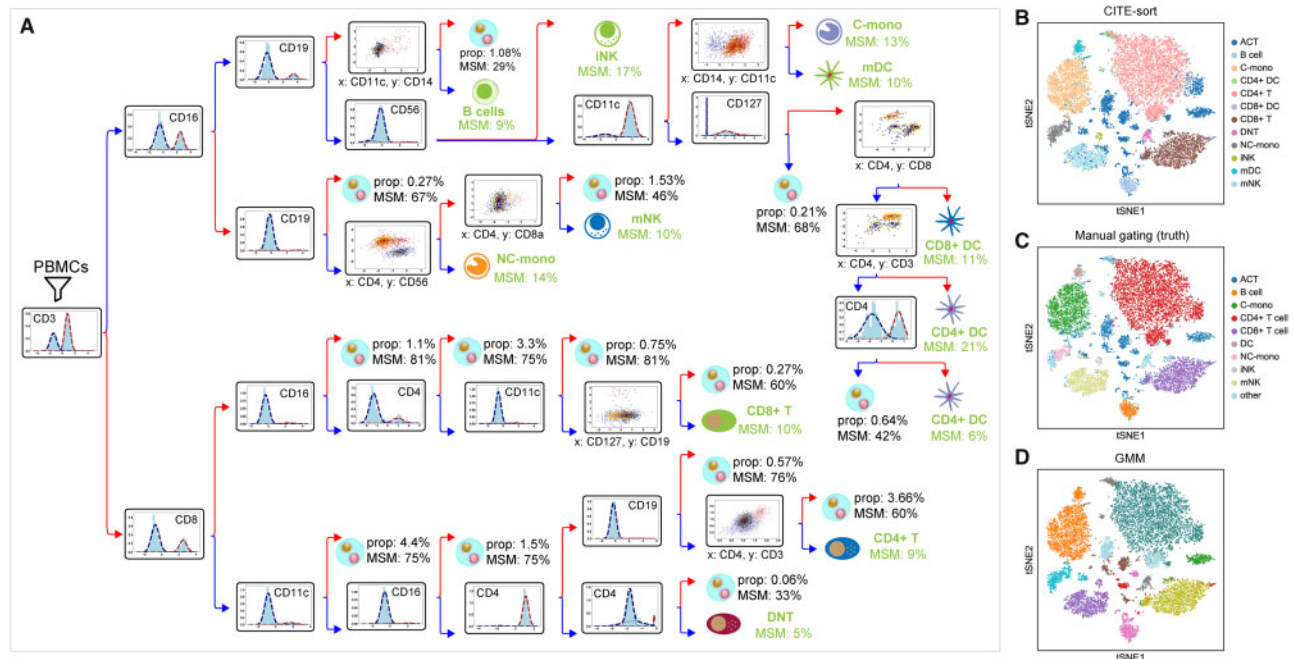 A
PBMCs
CD3
CD16
CD19
x: CD11c, y: CD14
prop: 1.08%
MSM: 29%
B cells
MSM: 9%
CD56
iNK
MSM: 17%
CD11c
x: CD14, y: CD11c
C-mono
MSM: 13%
mDC
MSM: 10%
CD127
prop: 0.21%
MSM: 68%
x: CD4, y: CD8
CD8+ DC
MSM: 11%
x: CD4, y: CD3
CD4
CD4+ DC
MSM: 21%
prop: 0.64%
MSM: 42%
CD4+ DC
MSM: 6%
CD19
prop: 0.27%
MSM: 67%
x: CD4, y: CD56
NC-mono
MSM: 14%
x: CD4, y: CD8a
prop: 1.53%
MSM: 46%
mNK
MSM: 10%
CD8
CD16
prop: 1.1%
MSM: 81%
CD4
prop: 3.3%
MSM: 75%
CD11c
prop: 0.75%
MSM: 81%
x: CD127, y: CD19
prop: 0.27%
MSM: 60%
CD8+ T
MSM: 10%
CD11c
prop: 4.4%
MSM: 75%
CD16
prop: 1.5%
MSM: 75%
CD4
CD19
prop: 0.57%
MSM: 76%
x: CD4, y: CD3
prop: 3.66%
MSM: 60%
CD4+ T
MSM: 9%
CD4
prop: 0.06%
MSM: 33%
DNT
MSM: 5%
B
CITE-sort
tSNE2
tSNE1
ACT
B cell
C-mono
CD4+ DC
CD4+ T
CD8+ DC
CD8+ T
DNT
NC-mono
iNK
mDC
mNK
C
Manual gating (truth)
tSNE2
tSNE1
ACT
B cell
C-mono
CD4+ T cell
CD8+ T cell
DC
NC-mono
iNK
mNK
other
D
GMM
tSNE2
tSNE1